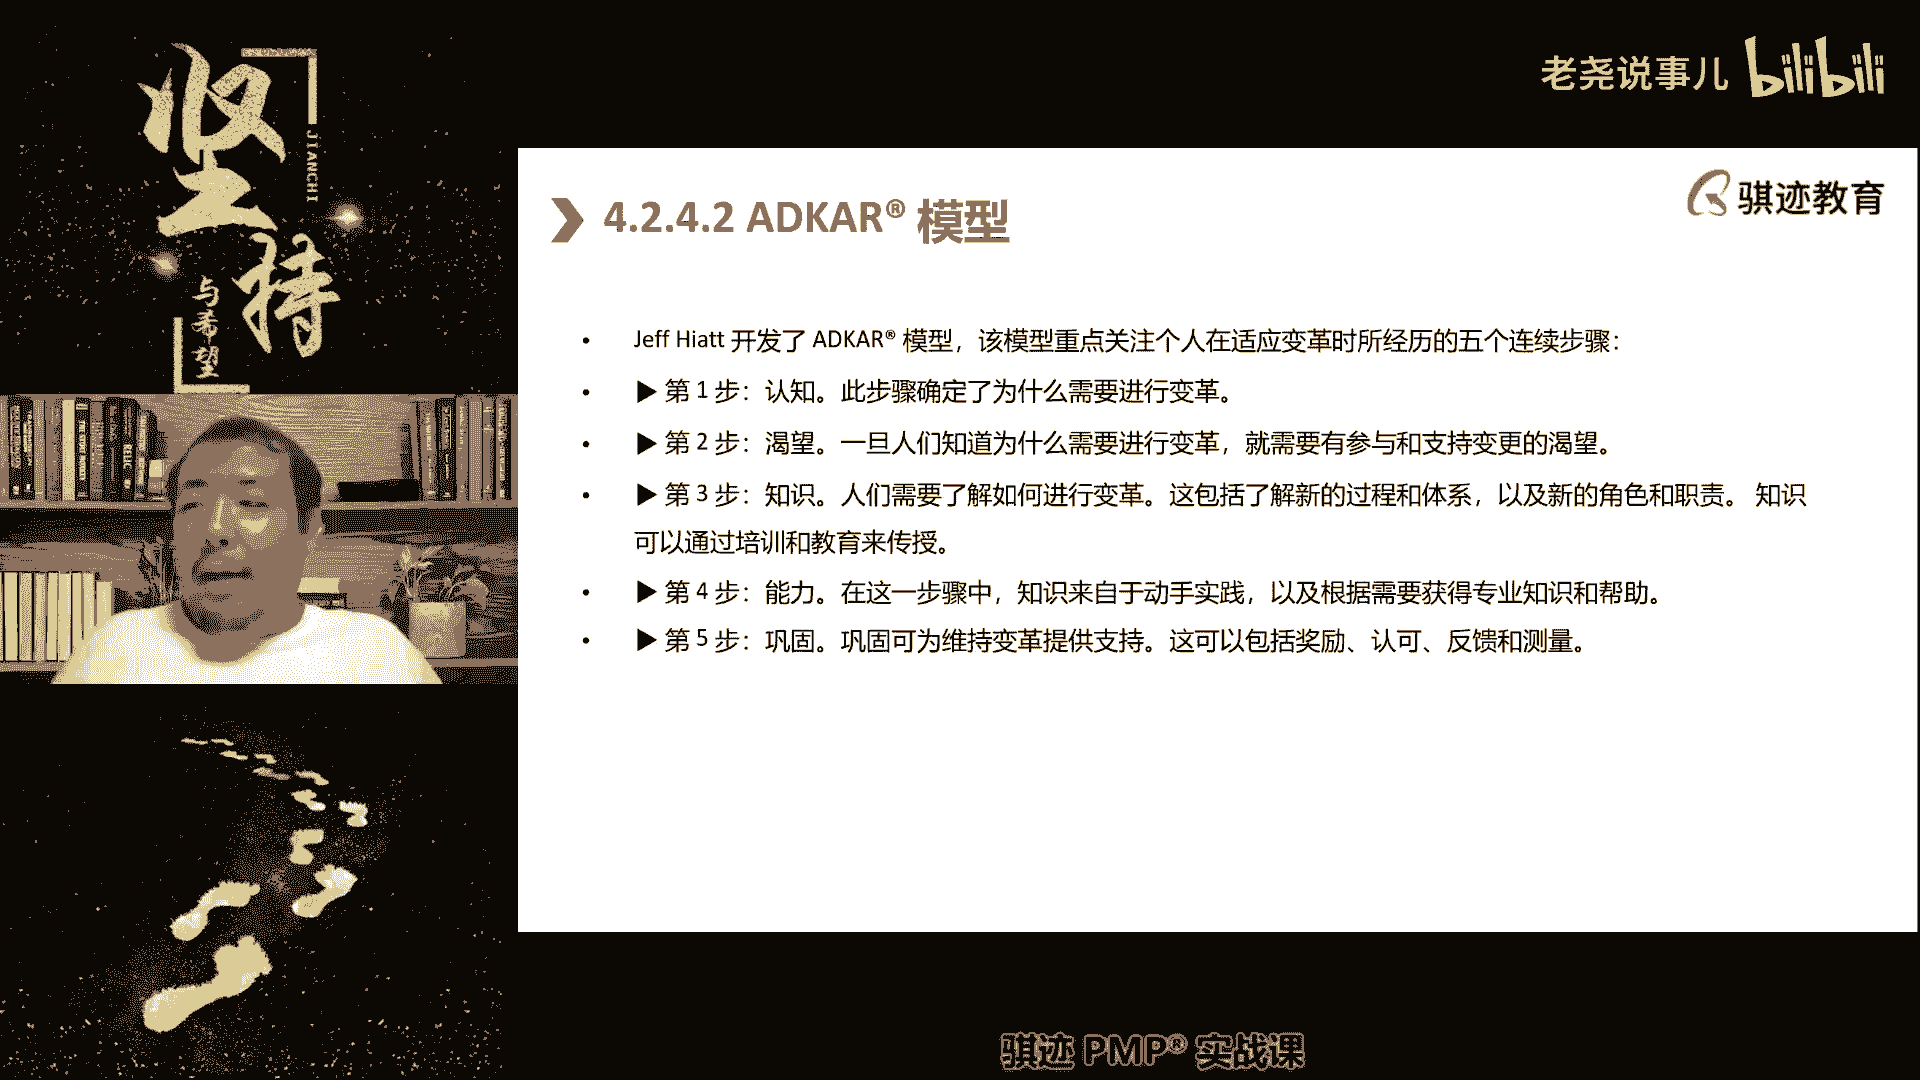 坚持
JIANCHI
与希望
老尧说事儿 bilibili
骐迹教育
4.2.4.2 ADKAR® 模型
• Jeff Hiatt 开发了 ADKAR® 模型，该模型重点关注个人在适应变革时所经历的五个连续步骤：
• ▶ 第 1 步：认知。此步骤确定了为什么需要进行变革。
• ▶ 第 2 步：渴望。一旦人们知道为什么需要进行变革，就需要有参与和支持变更的渴望。
• ▶ 第 3 步：知识。人们需要了解如何进行变革。这包括了解新的过程和体系，以及新的角色和职责。 知识
可以通过培训和教育来传授。
• ▶ 第 4 步：能力。在这一步骤中，知识来自于动手实践，以及根据需要获得专业知识和帮助。
• ▶ 第 5 步：巩固。巩固可为维持变革提供支持。这可以包括奖励、认可、反馈和测量。
骐迹 PMP® 实战课